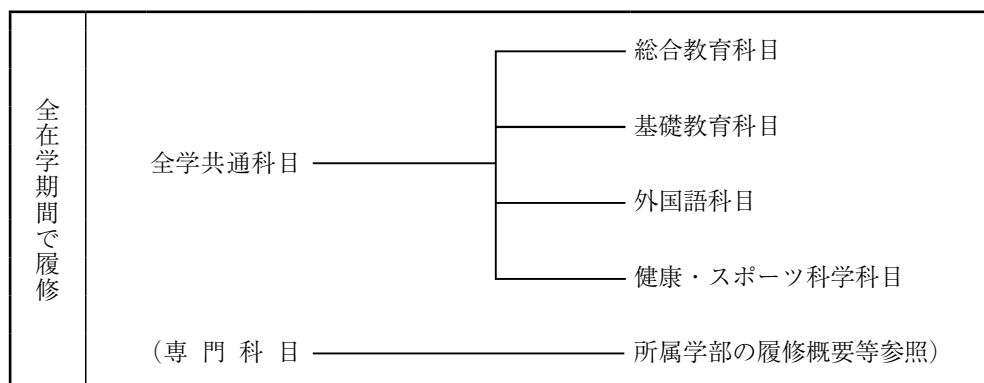 全在学期間で履修
全学共通科目
総合教育科目
基礎教育科目
外国語科目
健康・スポーツ科学科目
(専門科目 所属学部の履修概要等参照)